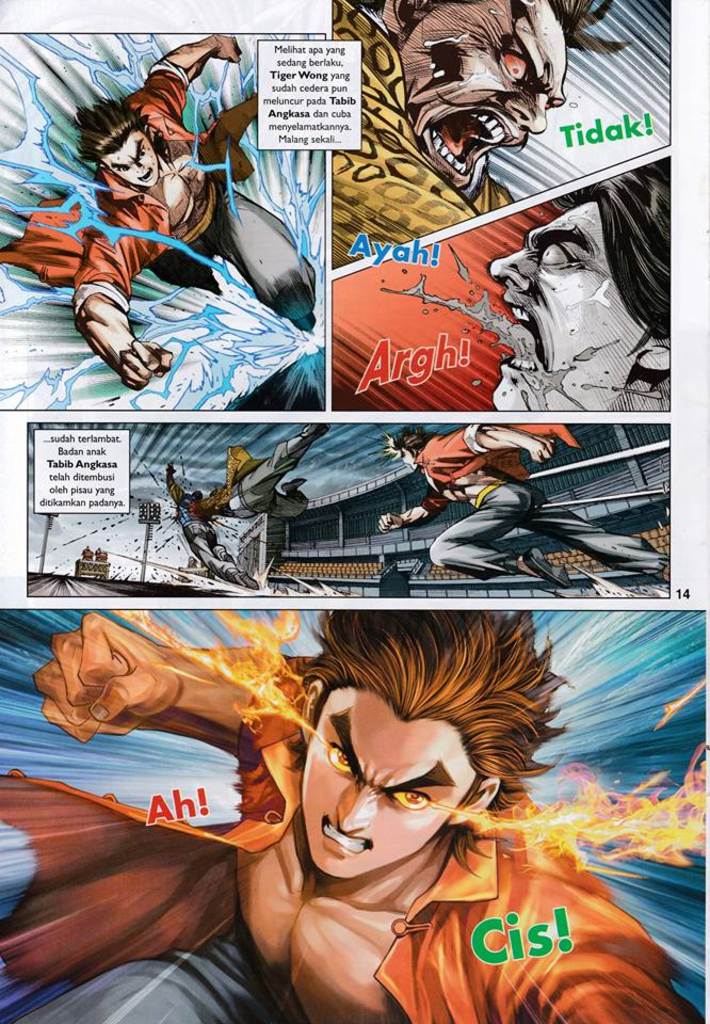 Melihat apa yang
sedang berlaku,
Tiger Wong yang
sudah cedera pun
meluncur pada Tabib
Angkasa dan cuba
menyelamatkannya.
Malang sekali...
Tidak!
Ayah!
Argh!
...sudah terlambat.
Badan anak
Tabib Angkasa
telah ditembusi
oleh pisau yang
ditikamkan padanya.
14
Ah!
Cis!